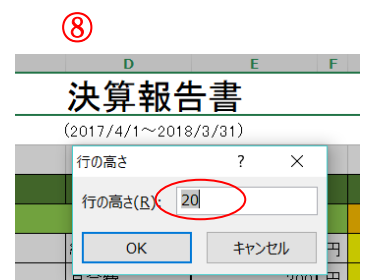 ⑧
D E F
決算報告書
(2017/4/1～2018/3/31)
行の高さ ? ×
行の高さ(R): 20
OK キャンセル
円
300 円